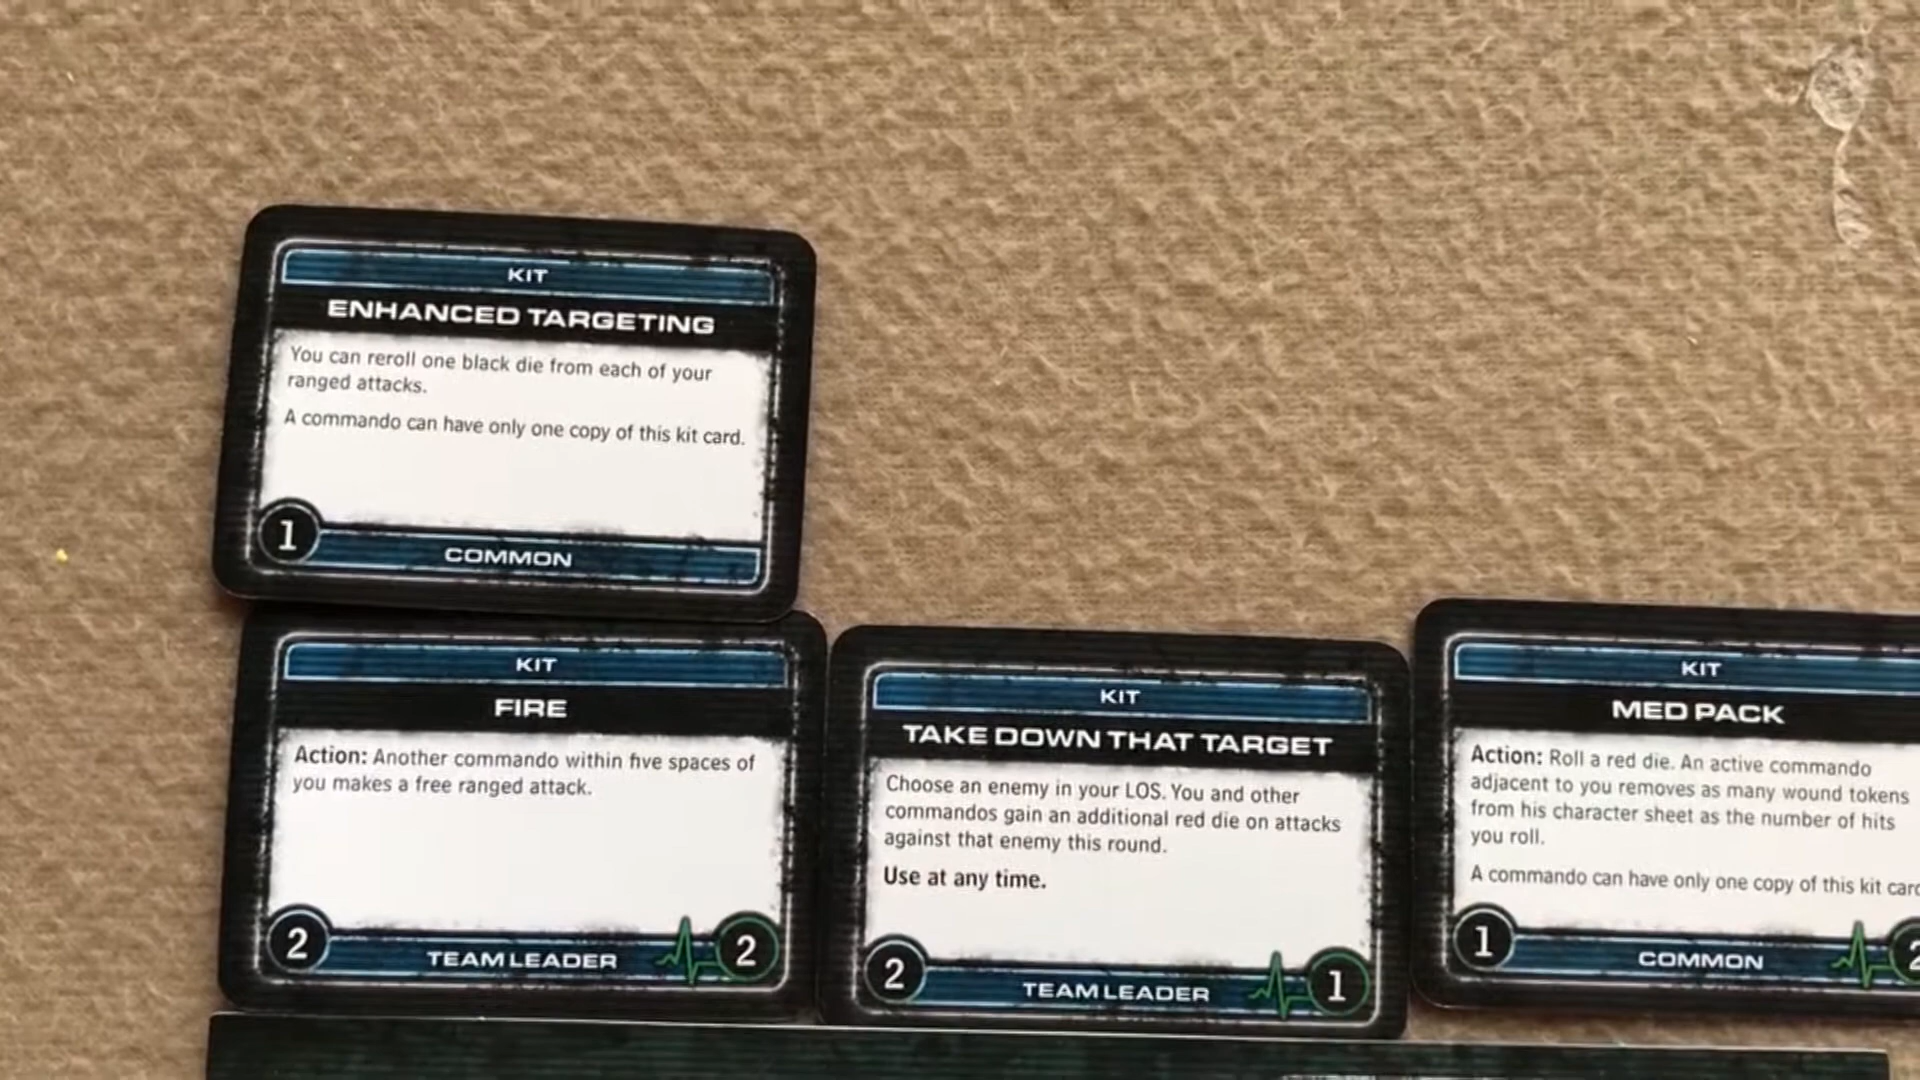 KIT
ENHANCED TARGETING
You can reroll one black die from each of your
ranged attacks.
A commando can have only one copy of this kit card.
1
COMMON
KIT
FIRE
Action: Another commando within five spaces of
you makes a free ranged attack.
2
TEAM LEADER
2
KIT
TAKE DOWN THAT TARGET
Choose an enemy in your LOS. You and other
commandos gain an additional red die on attacks
against that enemy this round.
Use at any time.
2
TEAM LEADER
1
KIT
MED PACK
Action: Roll a red die. An active commando
adjacent to you removes as many wound tokens
from his character sheet as the number of hits
you roll.
A commando can have only one copy of this kit
1
COMMON
2